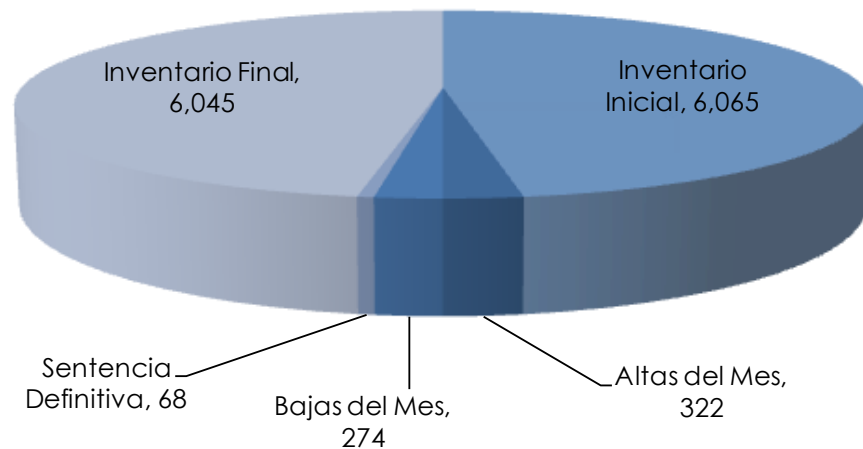 Inventario Final,
6,045
Inventario
Inicial, 6,065
Sentencia
Definitiva, 68
Bajas del Mes,
274
Altas del Mes,
322